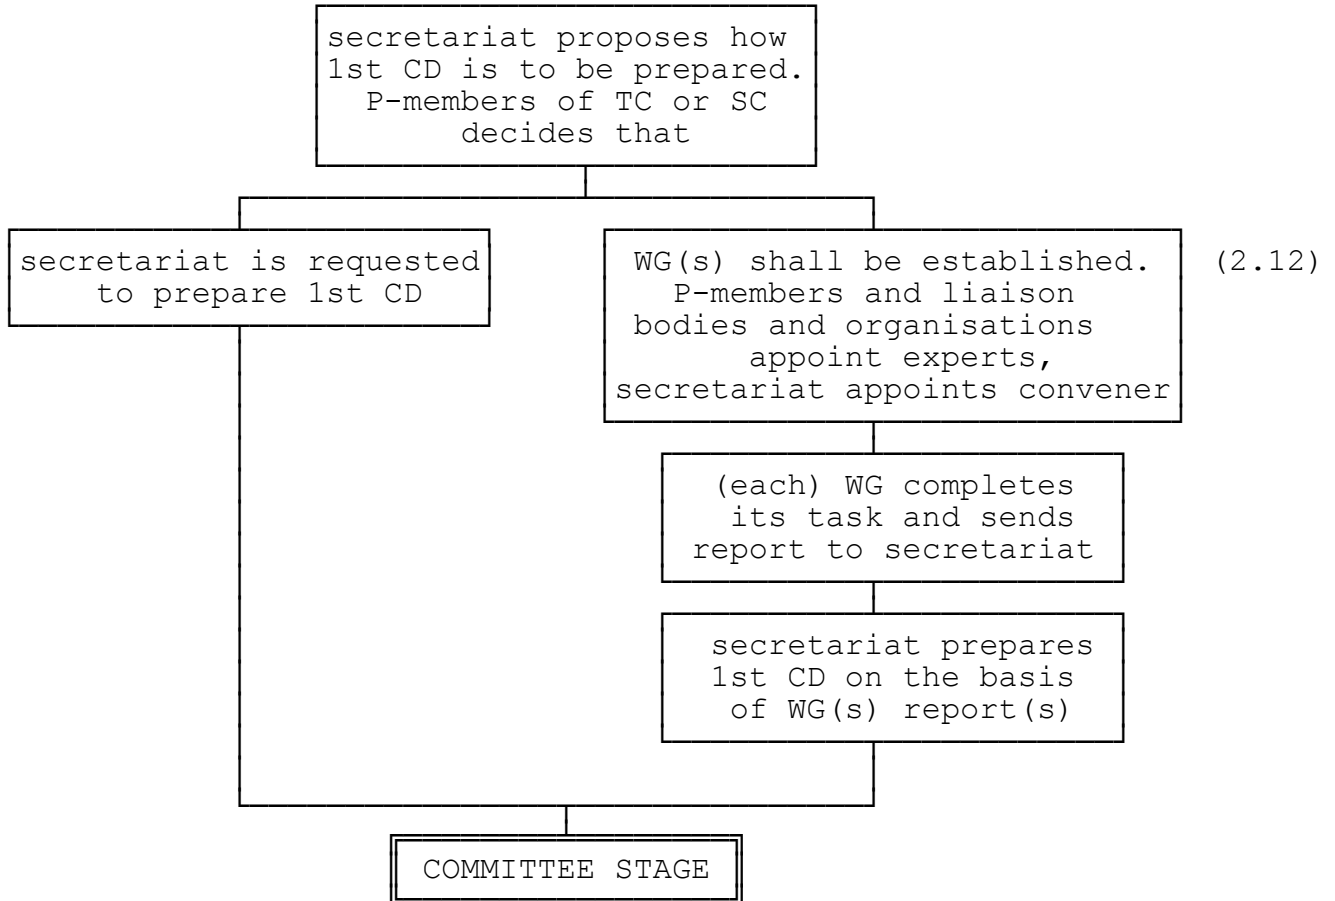 secretariat proposes how
1st CD is to be prepared.
P-members of TC or SC
decides that
secretariat is requested
to prepare 1st CD
WG(s) shall be established.
P-members and liaison
bodies and organisations
appoint experts,
secretariat appoints convener
(2.12)
(each) WG completes
its task and sends
report to secretariat
secretariat prepares
1st CD on the basis
of WG(s) report(s)
COMMITTEE STAGE